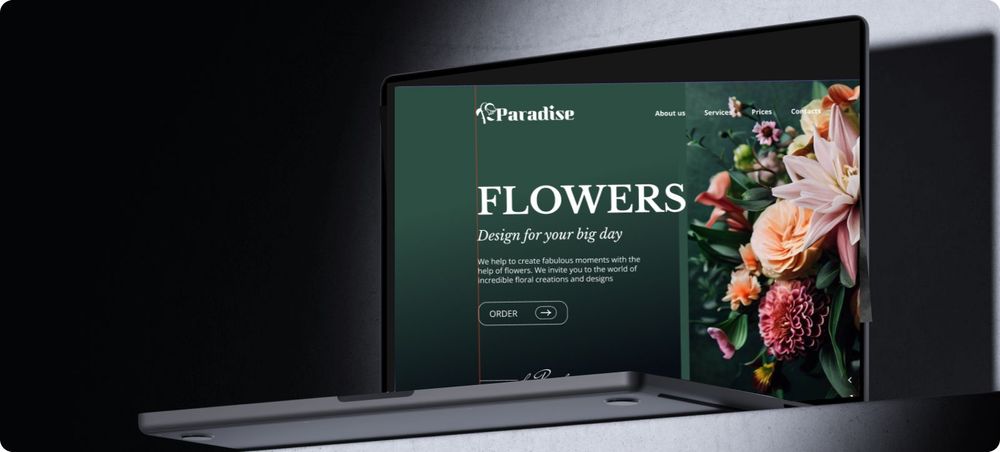 Paradise
About us Services Prices Contacts
FLOWERS
Design for your big day
We help to create fabulous moments with the
help of flowers. We invite you to the world of
incredible floral creations and designs
ORDER